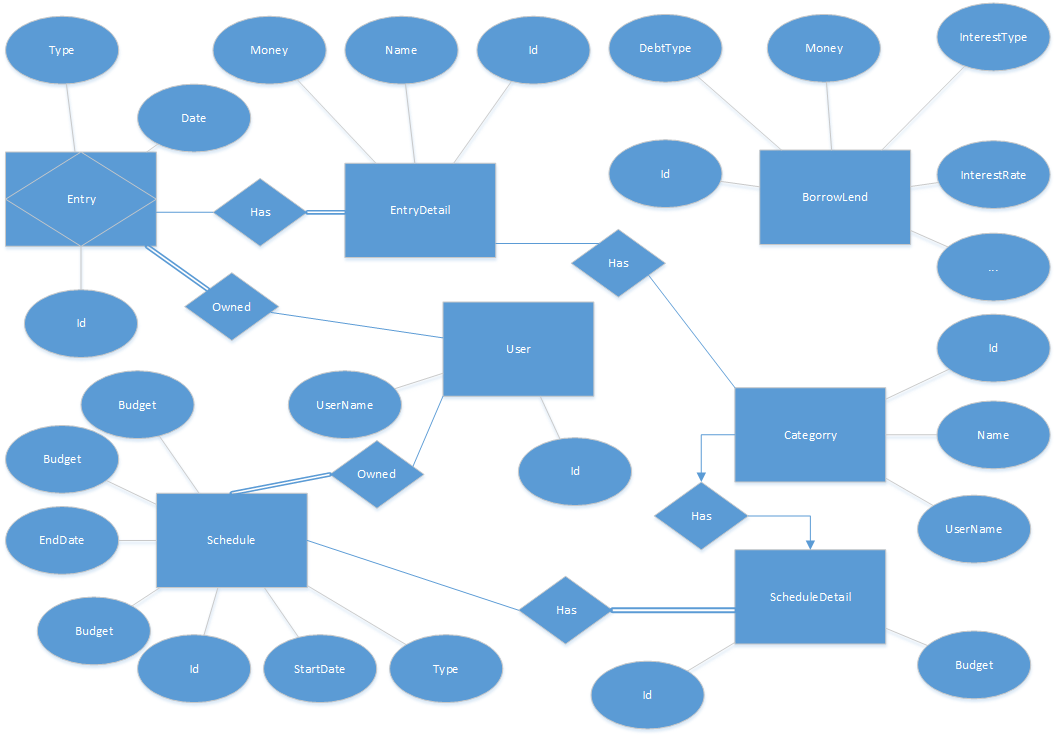 Type
Money
Name
Id
DebtType
Money
InterestType
Date
Id
InterestRate
Entry
Has
EntryDetail
BorrowLend
Has
...
Owned
Id
User
Id
Budget
UserName
Categorry
Name
Budget
Owned
Id
Has
UserName
EndDate
Schedule
Has
ScheduleDetail
Budget
Id
StartDate
Type
Id
Budget